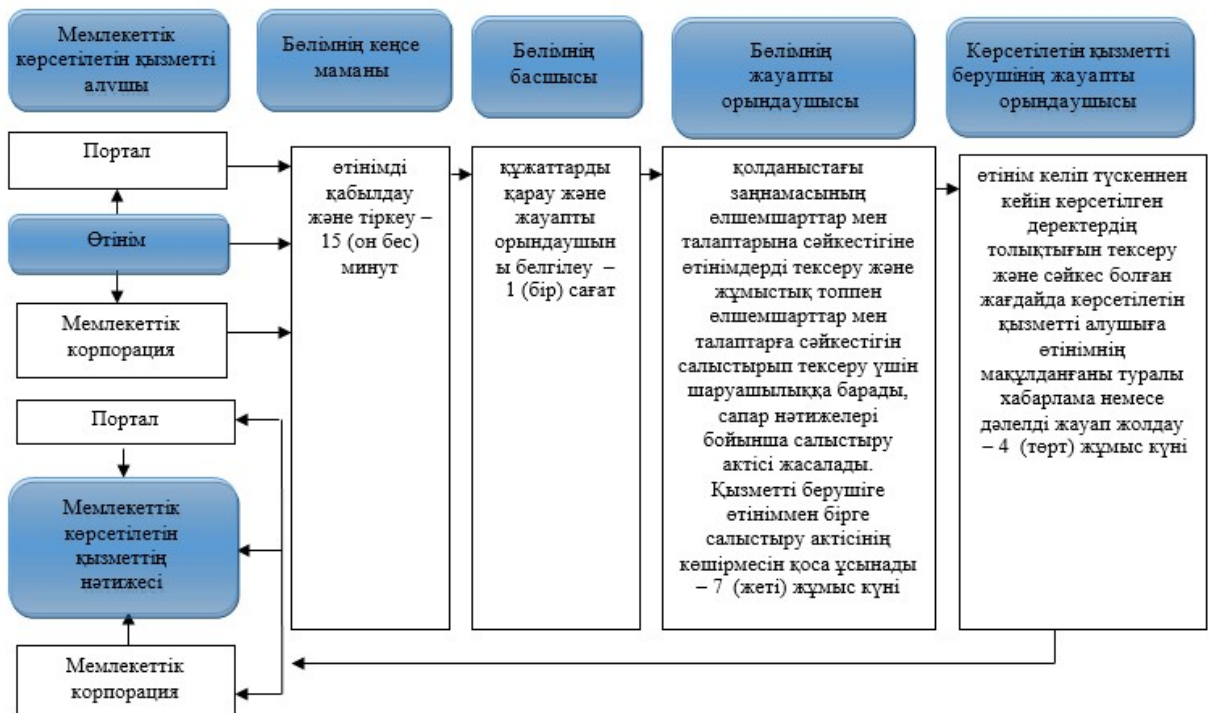 Мемлекеттік
көрсетілетін қызметті
алушы
Бөлімнің кеңсе
маманы
Бөлімнің
басшысы
Бөлімнің
жауапты
орындаушысы
Көрсетілетін қызметті
берушінің жауапты
орындаушысы
Портал
Өтінім
Мемлекеттік
корпорация
өтінімді
қабылдау
және тіркеу –
15 (он бес)
минут
құжаттарды
қарау және
жауапты
орындаушын
ы белгілеу –
1 (бір) сағат
қолданыстағы
заңнамасының
өлшемшарттар мен
талаптарына сәйкестігіне
өтінімдерді тексеру және
жұмыстық топпен
өлшемшарттар мен
талаптарға сәйкестігін
салыстырып тексеру үшін
шаруашылыққа барады,
сапар нәтижелері
бойынша салыстыру
актісі жасалады.
Қызметті берушіге
өтініммен бірге
салыстыру актісінің
көшірмесін қоса ұсынады
– 7 (жеті) жұмыс күні
өтінім келіп түскеннен
кейін көрсетілген
деректердің
толықтығын тексеру
және сәйкес болған
жағдайда көрсетілетін
қызметті алушыға
өтінімнің
мақұлданғаны туралы
хабарлама немесе
дәлелді жауап жолдау
– 4 (төрт) жұмыс күні
Портал
Мемлекеттік
көрсетілетін
қызметтің
нәтижесі
Мемлекеттік
корпорация